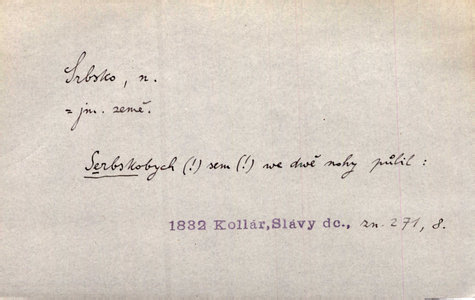 Srbsko, n.
= jm. země.
Serbskobych (!) sem (!) we dwě nohy půlil :
1832 Kollár, Slávy dc., zn. 271, 8.